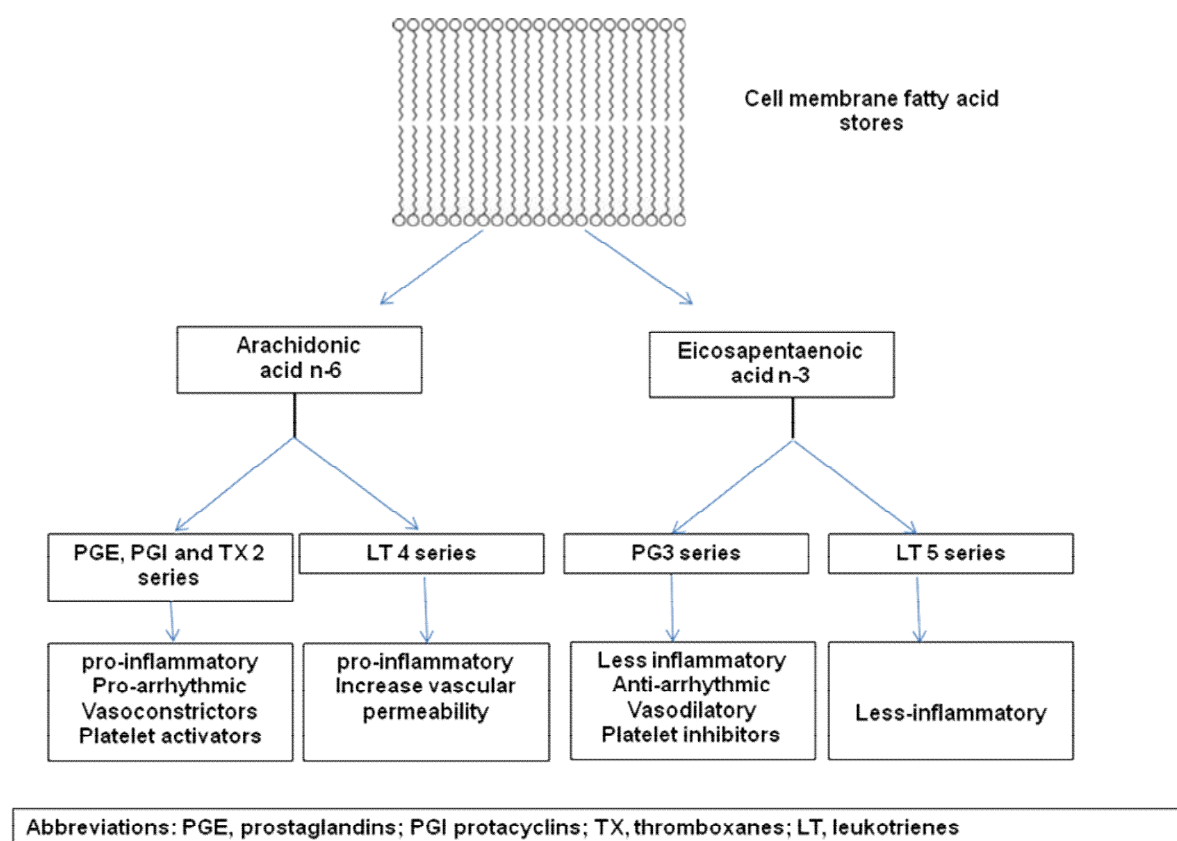 Cell membrane fatty acid
stores
Arachidonic
acid n-6
Eicosapentaenoic
acid n-3
PGE, PGI and TX 2
series
LT 4 series
PG3 series
LT 5 series
pro-inflammatory
Pro-arrhythmic
Vasoconstrictors
Platelet activators
pro-inflammatory
Increase vascular
permeability
Less inflammatory
Anti-arrhythmic
Vasodilatory
Platelet inhibitors
Less-inflammatory
Abbreviations: PGE, prostaglandins; PGI protacyclins; TX, thromboxanes; LT, leukotrienes